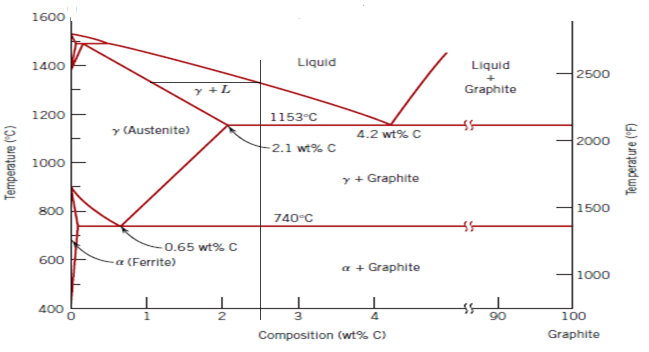 1600
1400
1200
1000
800
600
400
Temperature (°C)
Liquid
Liquid
+
Graphite
γ + L
1153°C
4.2 wt% C
γ (Austenite)
2.1 wt% C
γ + Graphite
740°C
0.65 wt% C
α (Ferrite)
α + Graphite
2500
2000
1500
1000
Temperature (°F)
0 1 2 3 4 90 100
Composition (wt% C) Graphite